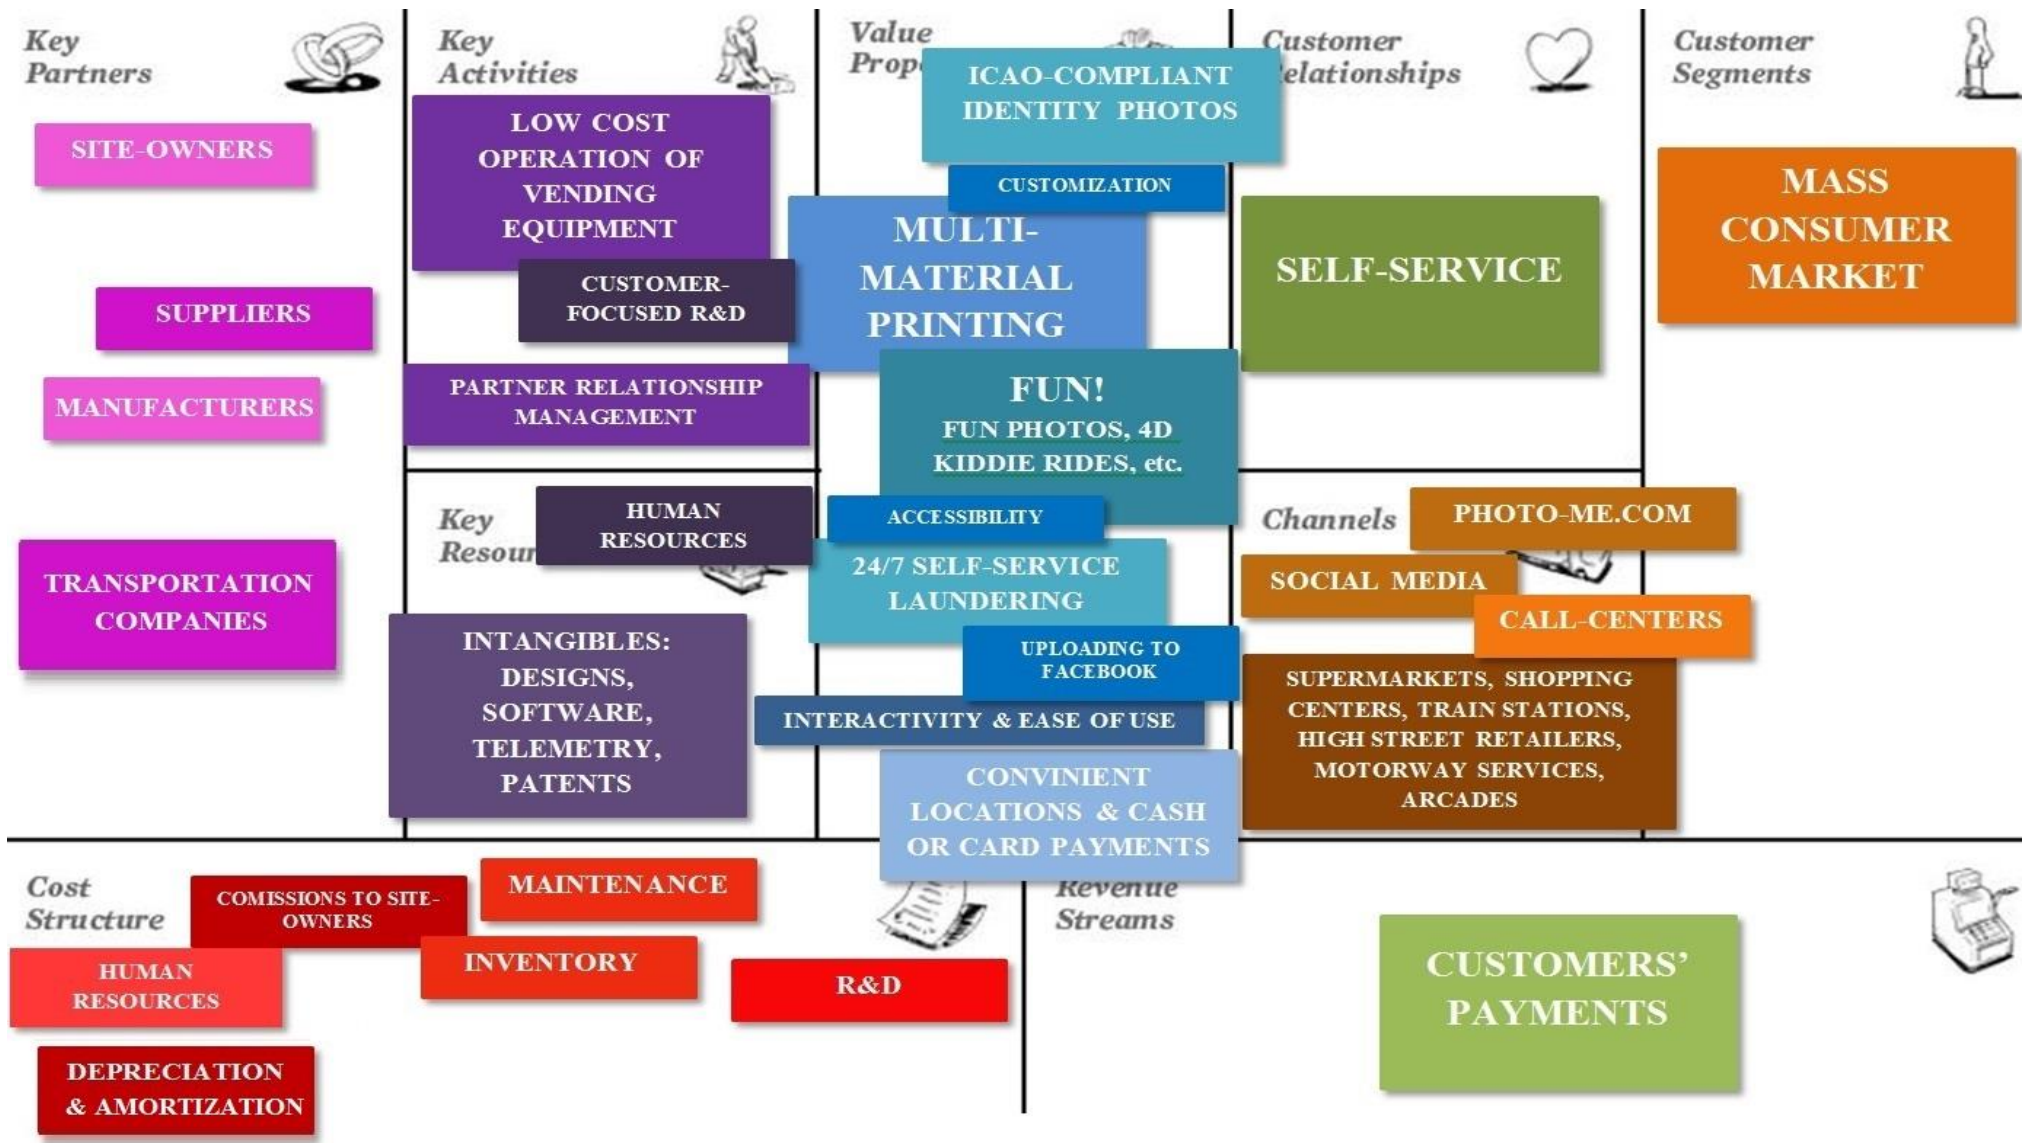 Key
Partners
SITE-OWNERS
SUPPLIERS
MANUFACTURERS
TRANSPORTATION
COMPANIES
Key
Activities
LOW COST
OPERATION OF
VENDING
EQUIPMENT
CUSTOMER-
FOCUSED R&D
PARTNER RELATIONSHIP
MANAGEMENT
Key
Resour
HUMAN
RESOURCES
INTANGIBLES:
DESIGNS,
SOFTWARE,
TELEMETRY,
PATENTS
Value
Prop
ICAO-COMPLIANT
IDENTITY PHOTOS
CUSTOMIZATION
MULTI-
MATERIAL
PRINTING
FUN!
FUN PHOTOS, 4D
KIDDIE RIDES, etc.
ACCESSIBILITY
24/7 SELF-SERVICE
LAUNDERING
UPLOADING TO
FACEBOOK
INTERACTIVITY & EASE OF USE
CONVINIENT
LOCATIONS & CASH
OR CARD PAYMENTS
Customer
elationships
SELF-SERVICE
Channels
PHOTO-ME.COM
SOCIAL MEDIA
CALL-CENTERS
SUPERMARKETS, SHOPPING
CENTERS, TRAIN STATIONS,
HIGH STREET RETAILERS,
MOTORWAY SERVICES,
ARCADES
Customer
Segments
MASS
CONSUMER
MARKET
Cost
Structure
COMISSIONS TO SITE-
OWNERS
MAINTENANCE
HUMAN
RESOURCES
INVENTORY
R&D
DEPRECIATION
& AMORTIZATION
Revenue
Streams
CUSTOMERS’
PAYMENTS